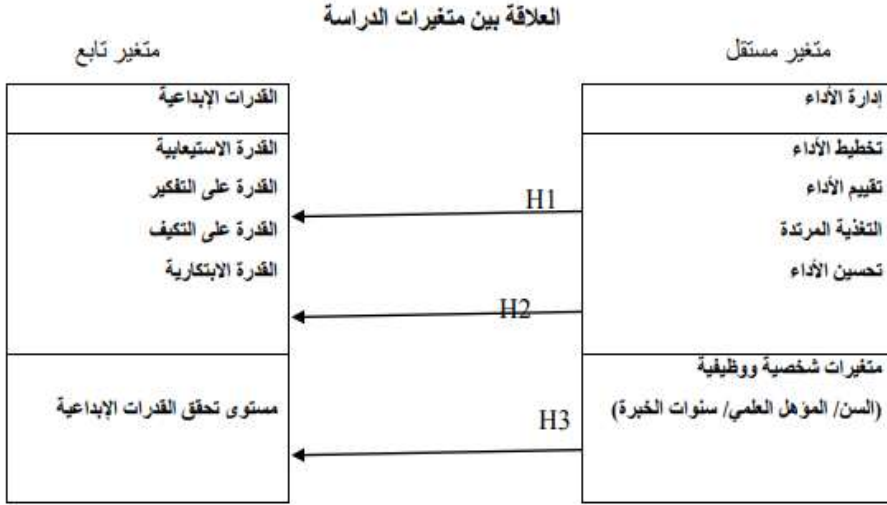 العلاقة بين متغيرات الدراسة
متغير مستقل
متغير تابع
إدارة الأداء
القدرات الإبداعية
تخطيط الأداء
تقييم الأداء
التغذية المرتدة
تحسين الأداء
H1
H2
القدرة الاستيعابية
القدرة على التفكير
القدرة على التكيف
القدرة الابتكارية
متغيرات شخصية ووظيفية
(السن/ المؤهل العلمي/ سنوات الخبرة)
H3
مستوى تحقق القدرات الإبداعية